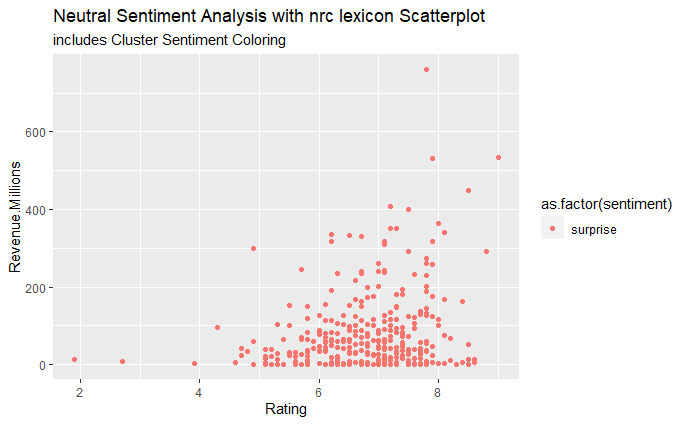 Neutral Sentiment Analysis with nrc lexicon Scatterplot
includes Cluster Sentiment Coloring
600
400
200
0
Revenue.Millions
2
4
6
8
Rating
as.factor(sentiment)
surprise